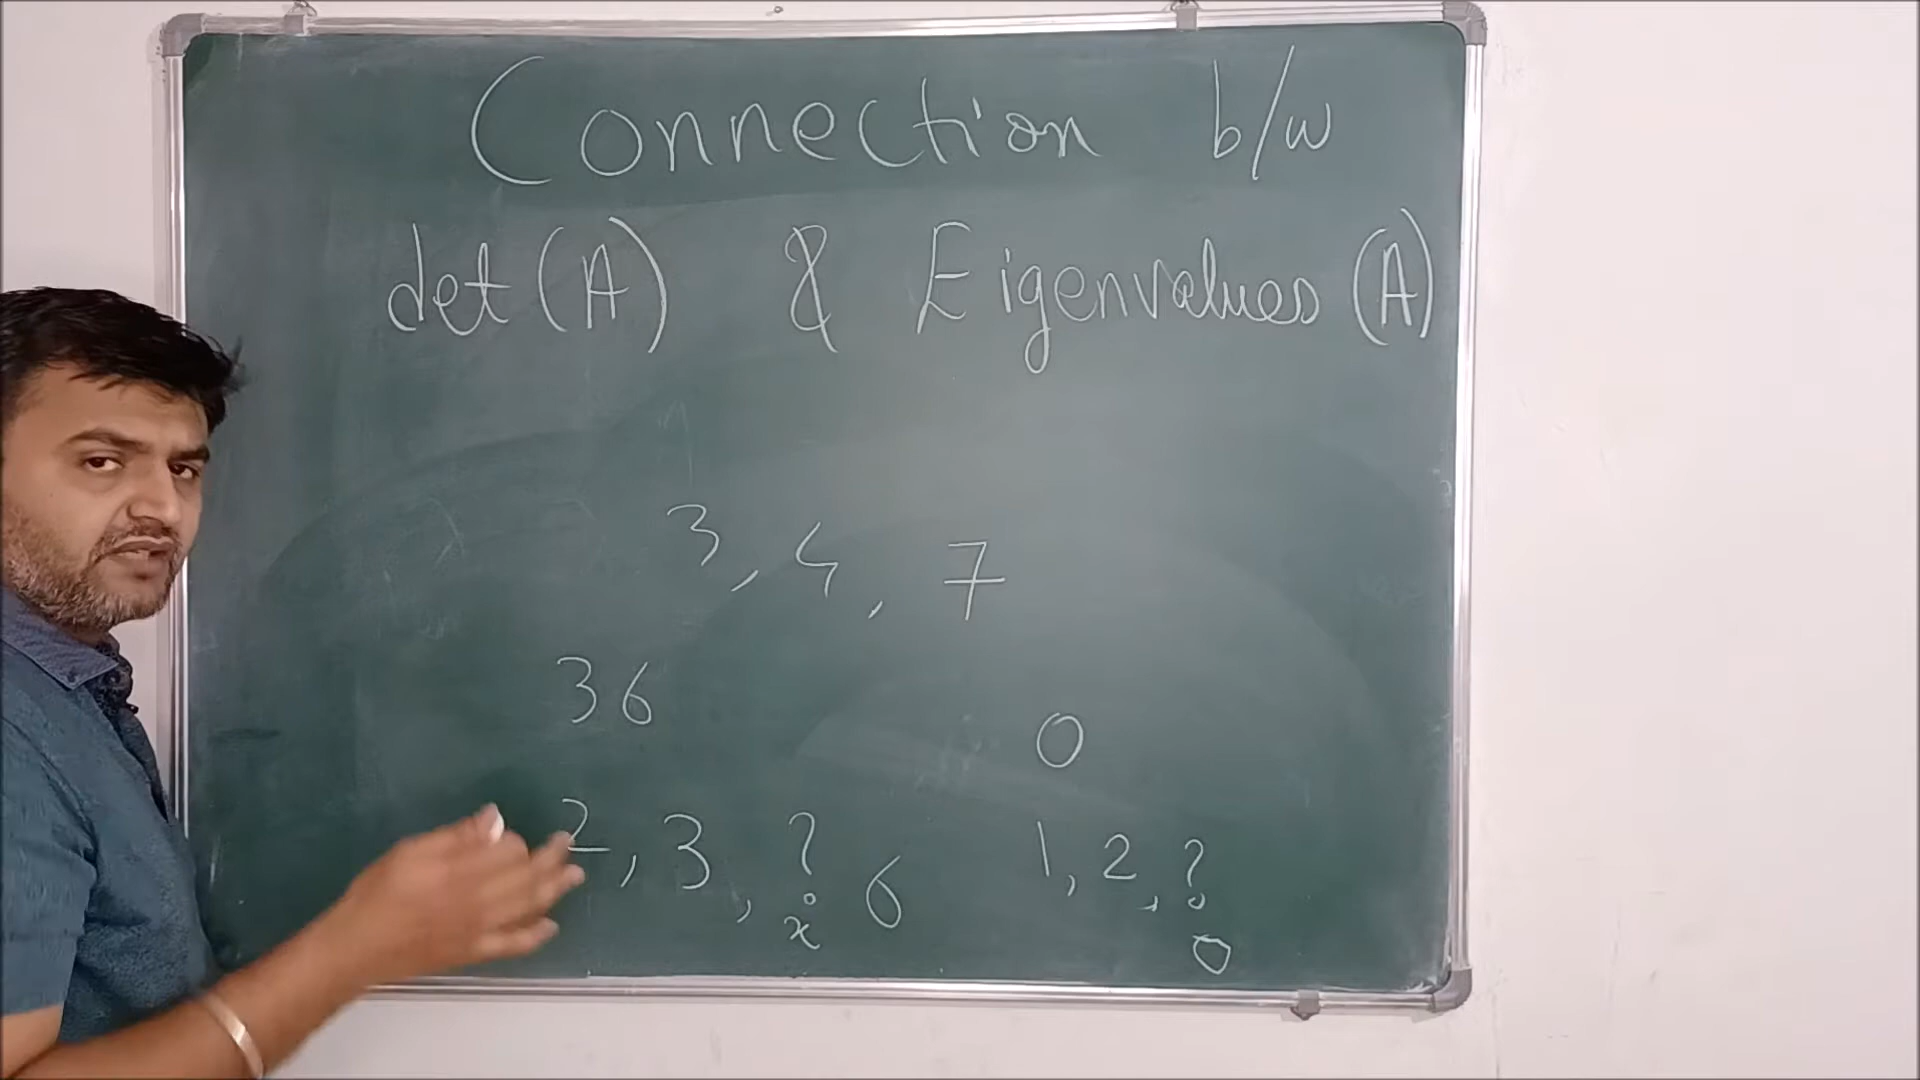 Connection b/w
det(A) & Eigenvalues(A)
3, 4, 7
36
0
2, 3, ? 6
x
1, 2, ?
0